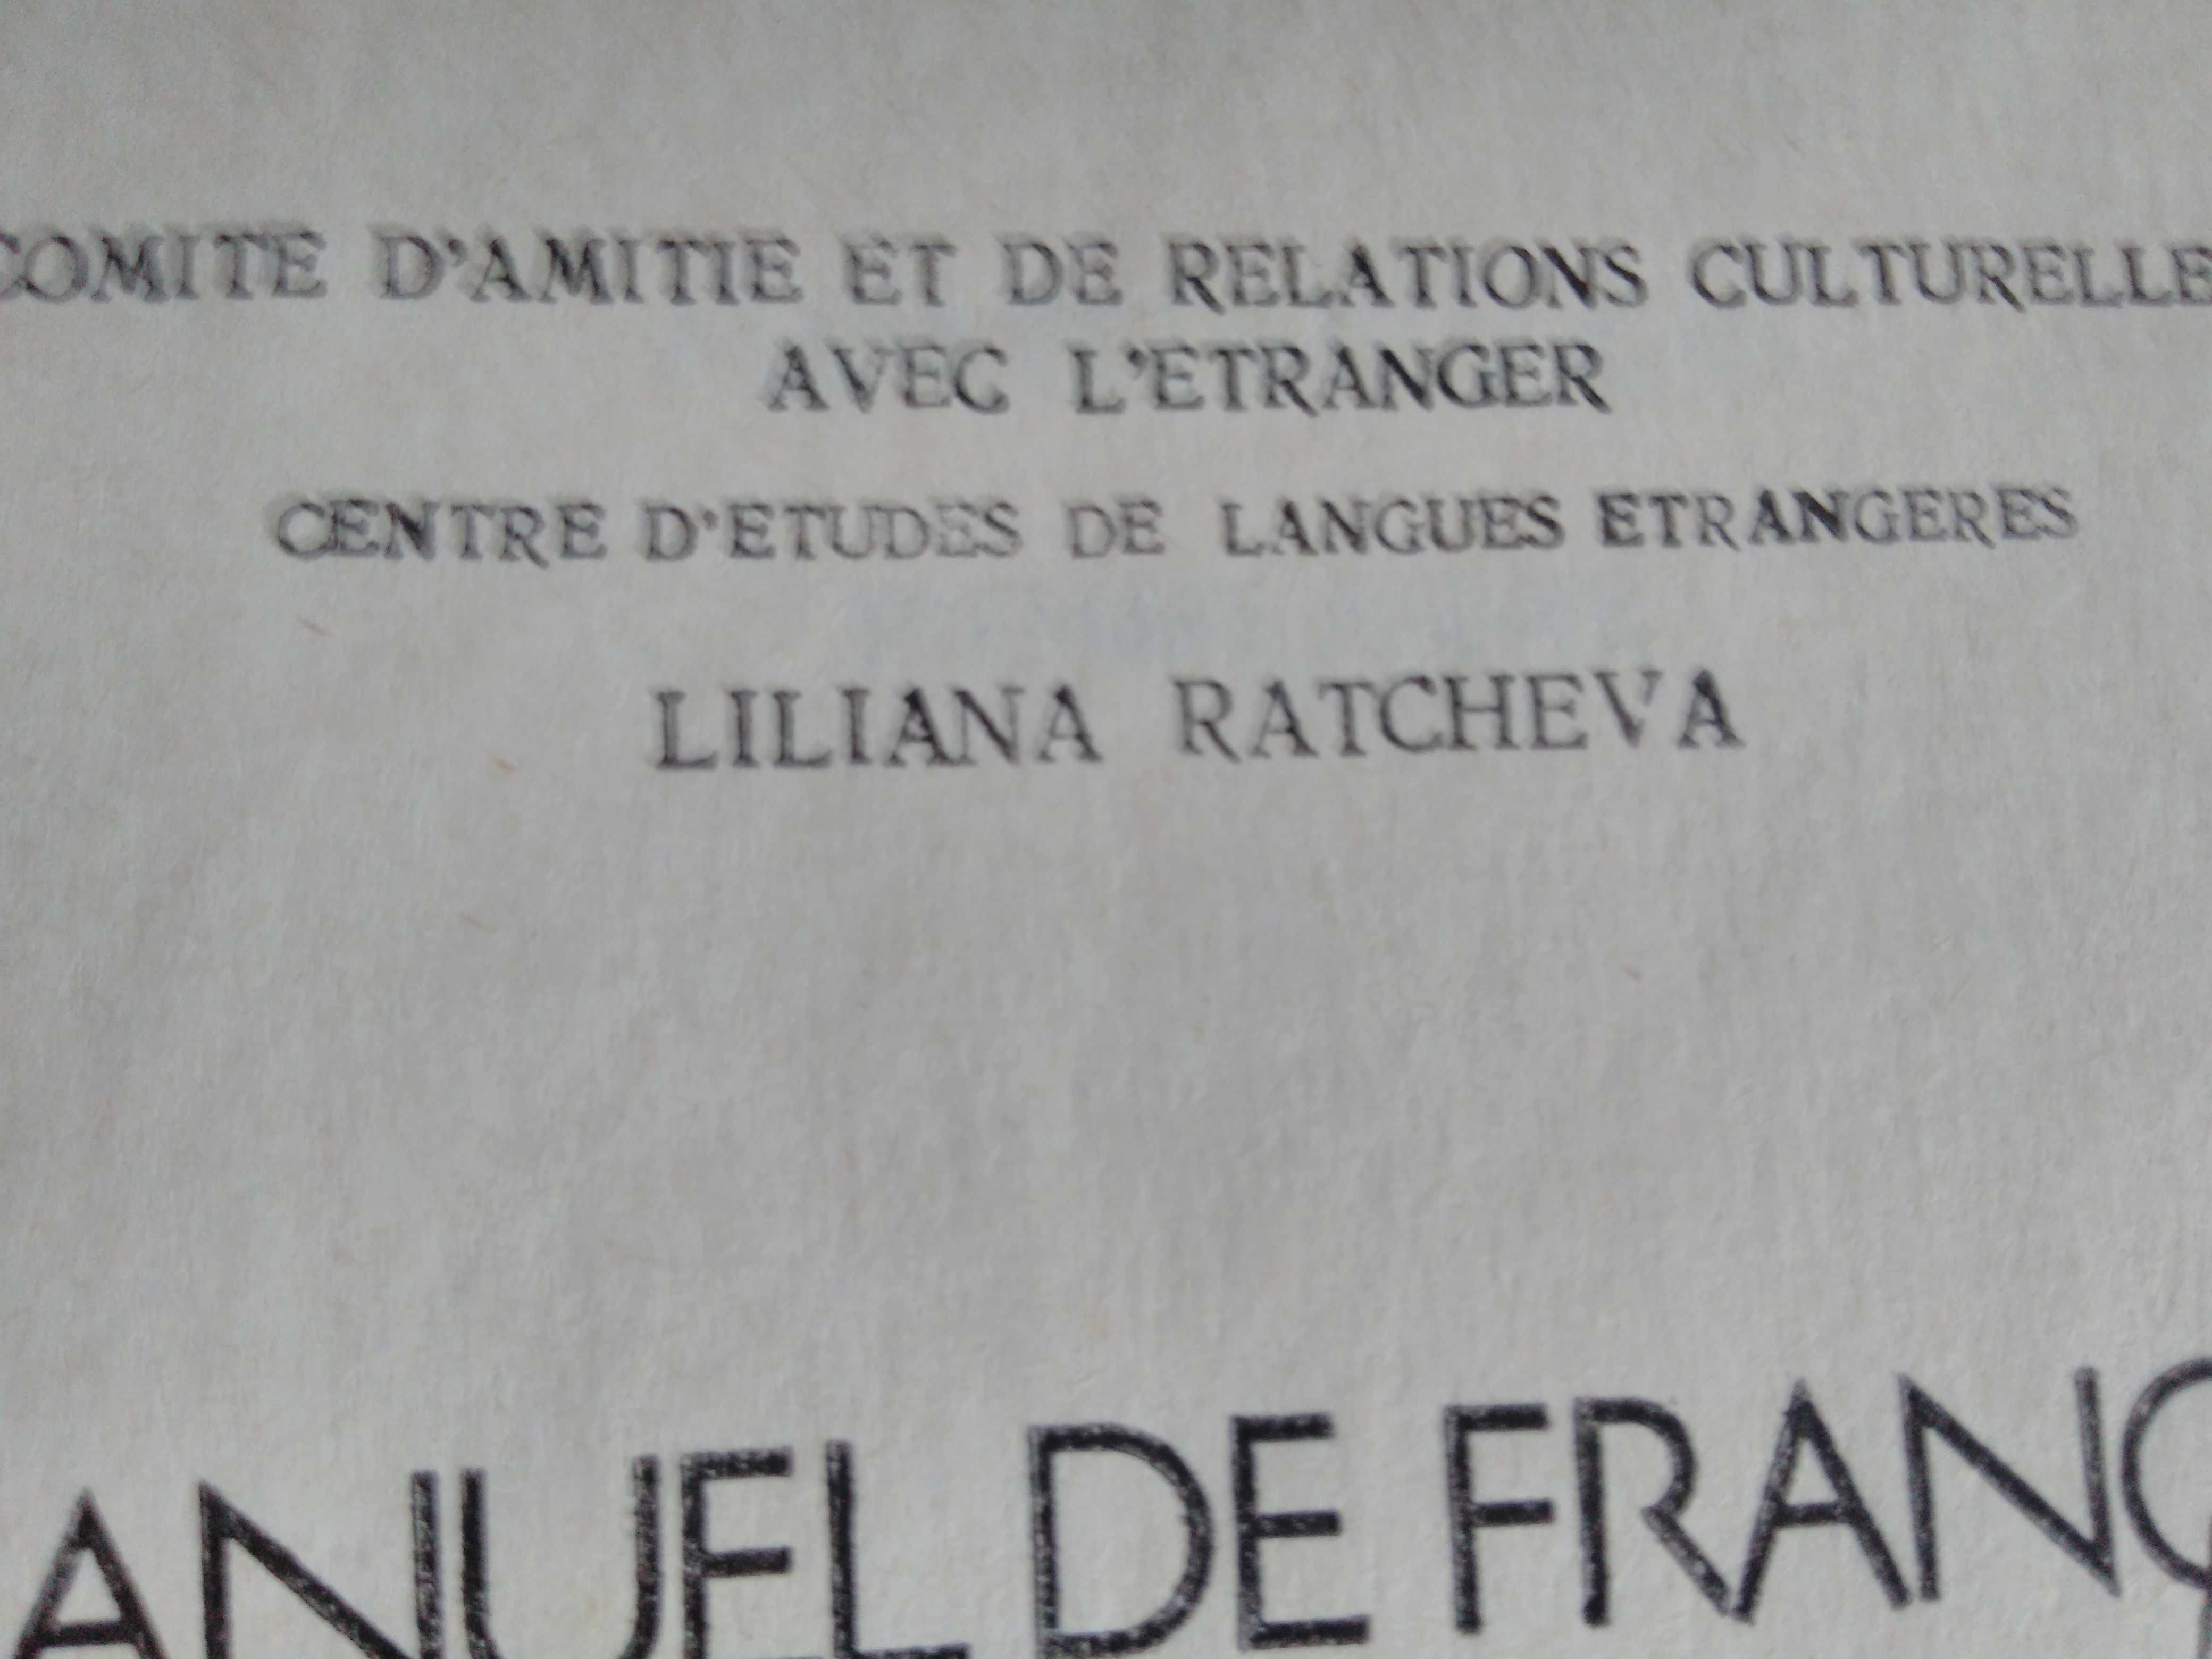 COMITE D'AMITIE ET DE RELATIONS CULTURELLE
AVEC L'ETRANGER
CENTRE D'ETUDES DE LANGUES ETRANGERES
LILIANA RATCHEVA
ANUEL DE FRANÇ